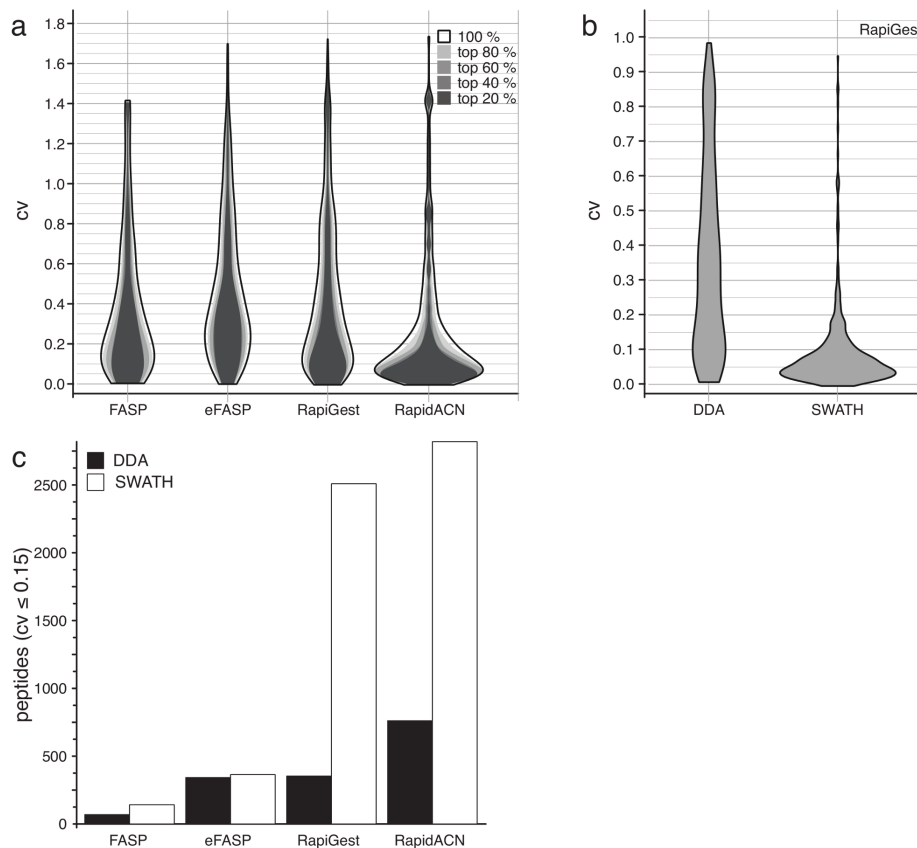 a
1.8
1.6
1.4
1.2
1.0
0.8
0.6
0.4
0.2
0.0
cv
100 %
top 80 %
top 60 %
top 40 %
top 20 %
FASP
eFASP
RapiGest
RapidACN
b
RapiGes
1.0
0.9
0.8
0.7
0.6
0.5
0.4
0.3
0.2
0.1
0.0
cv
DDA
SWATH
c
DDA
SWATH
2500
2000
1500
1000
500
0
peptides (cv ≤ 0.15)
FASP
eFASP
RapiGest
RapidACN